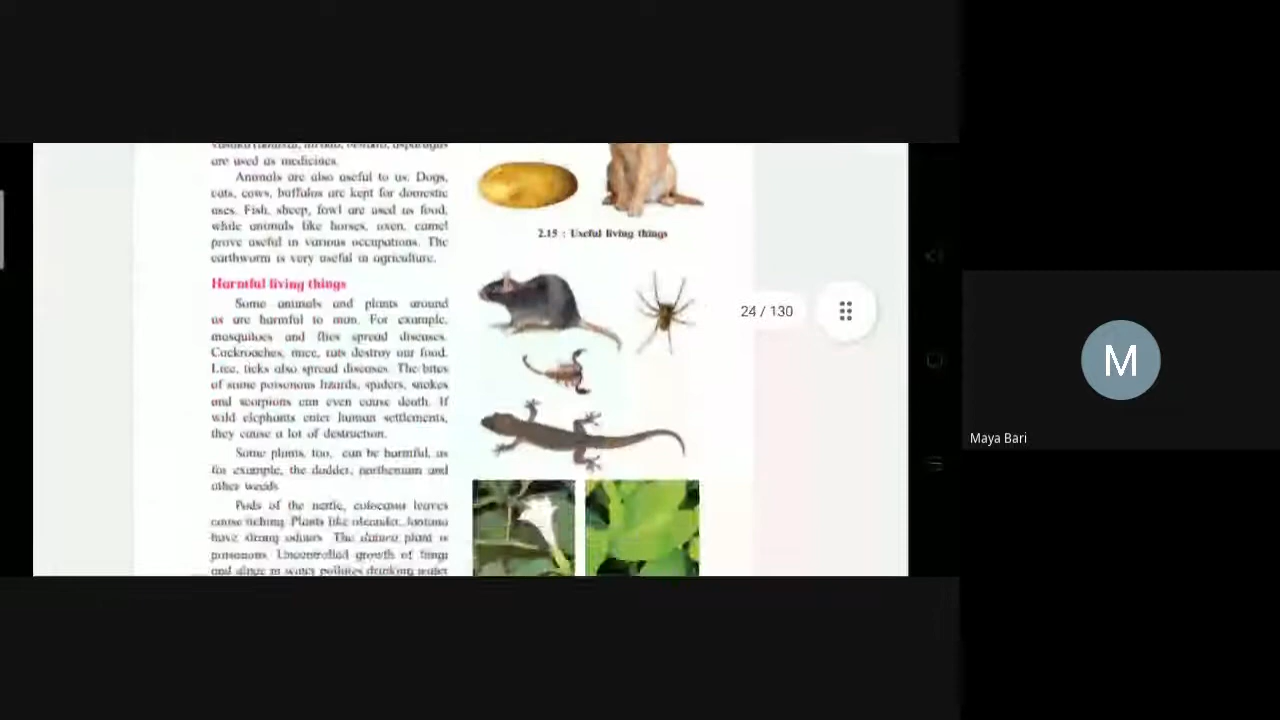 are used as medicines.
Animals are also useful to us. Dogs,
cats, cows, buffalos are kept for domestic
uses. Fish, sheep, fowl are used as food,
while animals like horses, oxen, camel
prove useful in various occupations. The
earthworm is very useful in agriculture.
2.15 : Useful living things
Harmful living things
Some animals and plants around
us are harmful to man. For example,
mosquitoes and flies spread diseases.
Cockroaches, mice, rats destroy our food.
Lice, ticks also spread diseases. The bites
of some poisonous lizards, spiders, snakes
and scorpions can even cause death. If
wild elephants enter human settlements,
they cause a lot of destruction.
Some plants, too, can be harmful, as
for example, the dodder, parthenium and
other weeds
Pods of the nettle, colocasia leaves
cause itching. Plants like oleander, lantana
have strong odours. The datura plant is
poisonous. Uncontrolled growth of fungi
and algae in water pollutes drinking water
24 / 130
M
Maya Bari